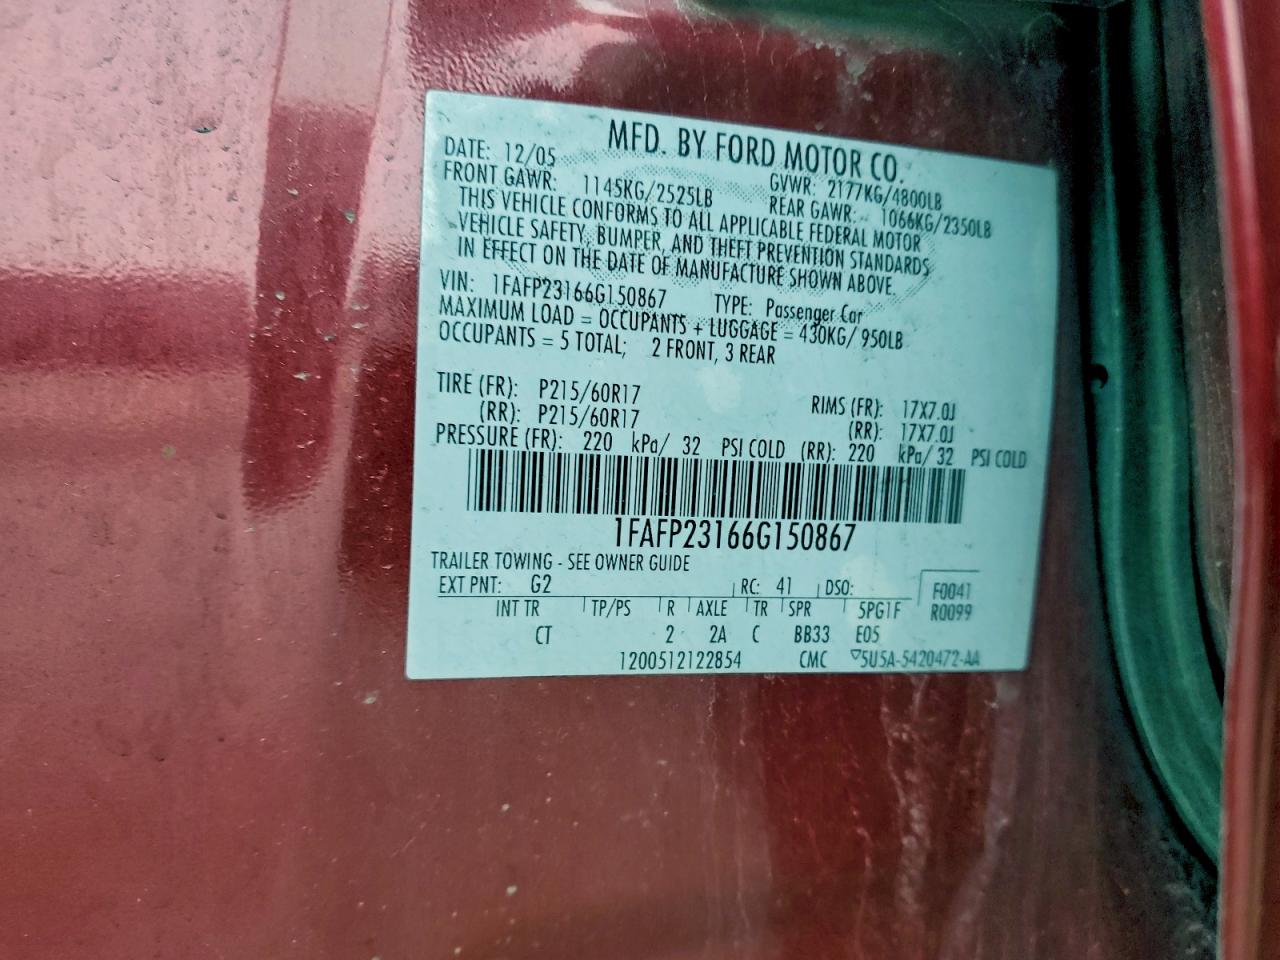 MFD. BY FORD MOTOR CO.
DATE: 12/05 GVWR: 2177KG/4800LB
FRONT GAWR: 1145KG/2525LB REAR GAWR: 1066KG/2350LB
THIS VEHICLE CONFORMS TO ALL APPLICABLE FEDERAL MOTOR
VEHICLE SAFETY, BUMPER, AND THEFT PREVENTION STANDARDS
IN EFFECT ON THE DATE OF MANUFACTURE SHOWN ABOVE.
VIN: 1FAFP23166G150867 TYPE: Passenger Car
MAXIMUM LOAD = OCCUPANTS + LUGGAGE = 430KG/ 950LB
OCCUPANTS = 5 TOTAL; 2 FRONT, 3 REAR
TIRE (FR): P215/60R17 RIMS (FR): 17X7.0J
(RR): P215/60R17 (RR): 17X7.0J
PRESSURE (FR): 220 kPa/ 32 PSI COLD (RR): 220 kPa/ 32 PSI COLD
1FAFP23166G150867
TRAILER TOWING - SEE OWNER GUIDE
EXT PNT: G2 RC: 41 DSO: F0041
INT TR TP/PS R AXLE TR SPR 5PG1F R0099
CT 2 2A C BB33 E05
1200512122854 CMC ▽5U5A-5420472-AA